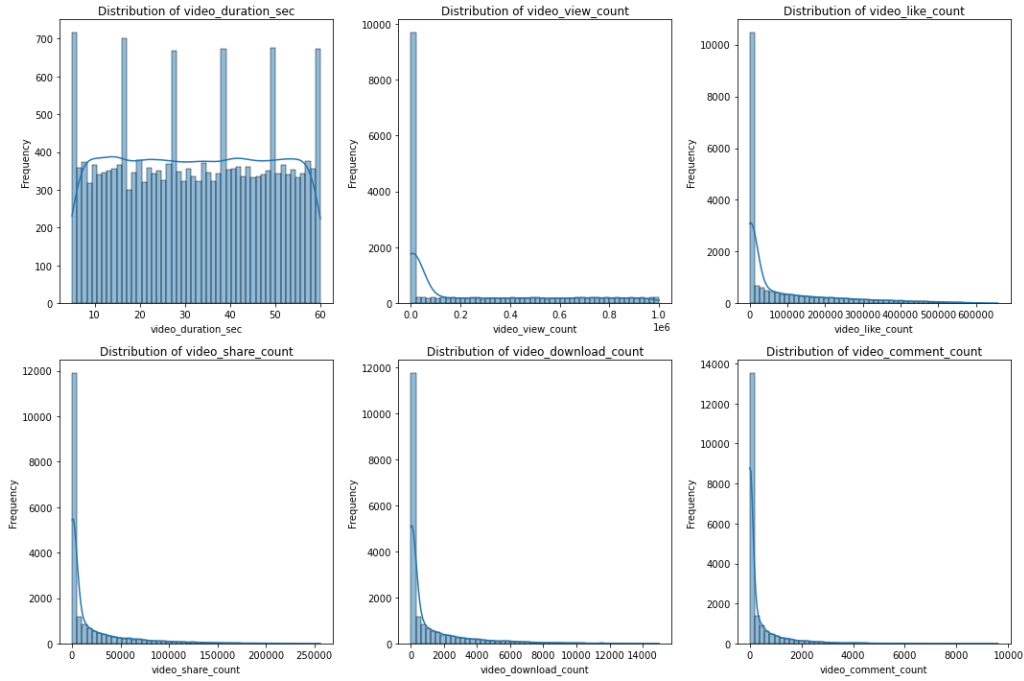 Distribution of video_duration_sec
Frequency
700
600
500
400
300
200
100
0
10 20 30 40 50 60
video_duration_sec
Distribution of video_view_count
Frequency
10000
8000
6000
4000
2000
0
0.0 0.2 0.4 0.6 0.8 1.0
1e6
video_view_count
Distribution of video_like_count
Frequency
10000
8000
6000
4000
2000
0
0 100000 200000 300000 400000 500000 600000
video_like_count
Distribution of video_share_count
Frequency
12000
10000
8000
6000
4000
2000
0
0 50000 100000 150000 200000 250000
video_share_count
Distribution of video_download_count
Frequency
12000
10000
8000
6000
4000
2000
0
0 2000 4000 6000 8000 10000 12000 14000
video_download_count
Distribution of video_comment_count
Frequency
14000
12000
10000
8000
6000
4000
2000
0
0 2000 4000 6000 8000 10000
video_comment_count